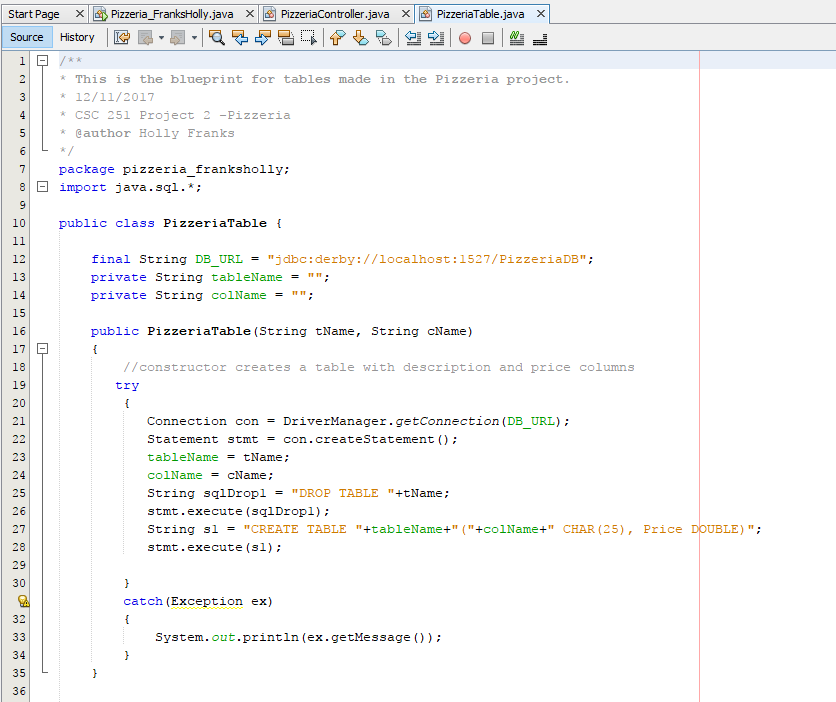 Start Page Pizzeria_FranksHolly.java PizzeriaController.java PizzeriaTable.java
Source History
1 /**
2 * This is the blueprint for tables made in the Pizzeria project.
3 * 12/11/2017
4 * CSC 251 Project 2 -Pizzeria
5 * @author Holly Franks
6 */
7 package pizzeria_franksholly;
8 import java.sql.*;
9
10 public class PizzeriaTable {
11
12 final String DB_URL = "jdbc:derby://localhost:1527/PizzeriaDB";
13 private String tableName = "";
14 private String colName = "";
15
16 public PizzeriaTable(String tName, String cName)
17 {
18 //constructor creates a table with description and price columns
19 try
20 {
21 Connection con = DriverManager.getConnection(DB_URL);
22 Statement stmt = con.createStatement();
23 tableName = tName;
24 colName = cName;
25 String sqlDrop1 = "DROP TABLE "+tName;
26 stmt.execute(sqlDrop1);
27 String s1 = "CREATE TABLE "+tableName+"("+colName+" CHAR(25), Price DOUBLE)";
28 stmt.execute(s1);
29
30 }
catch(Exception ex)
32 {
33 System.out.println(ex.getMessage());
34 }
35 }
36